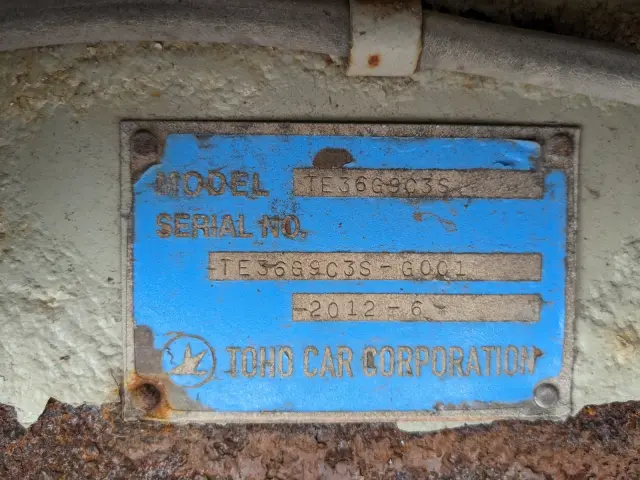 MODEL TE36G9C3S
SERIAL NO.
TE36G9C3S-G001
2012-6
TOHO CAR CORPORATION